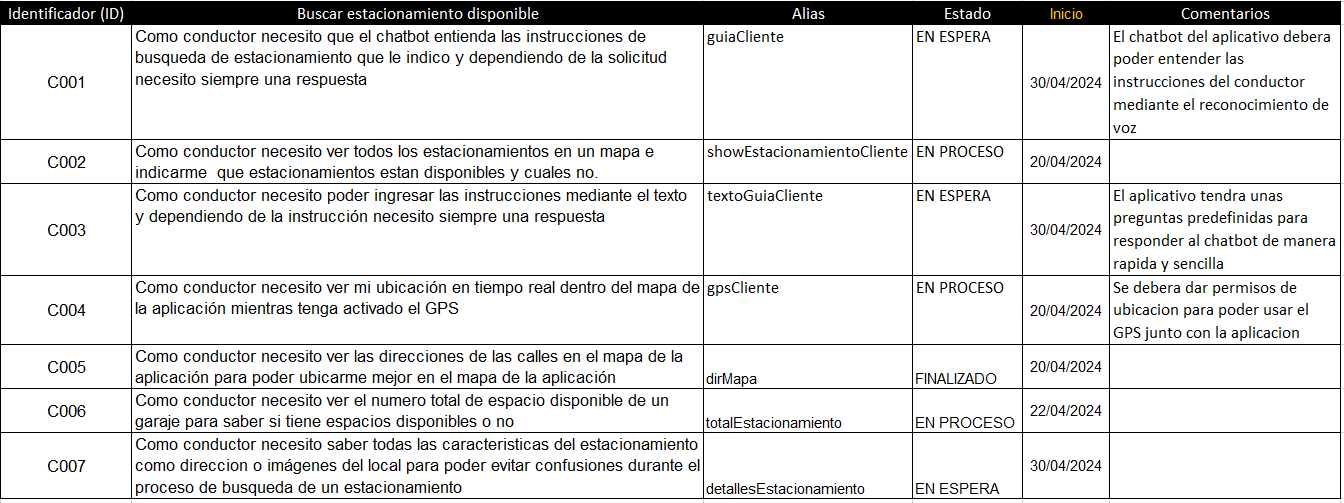 Identificador (ID) Buscar estacionamiento disponible Alias Estado Inicio Comentarios
C001
Como conductor necesito que el chatbot entienda las instrucciones de
busqueda de estacionamiento que le indico y dependiendo de la solicitud
necesito siempre una respuesta
guiaCliente
EN ESPERA
30/04/2024
El chatbot del aplicativo debera
poder entender las
instrucciones del conductor
mediante el reconocimiento de
voz
C002
Como conductor necesito ver todos los estacionamientos en un mapa e
indicarme  que estacionamientos estan disponibles y cuales no.
showEstacionamientoCliente
EN PROCESO
20/04/2024
C003
Como conductor necesito poder ingresar las instrucciones mediante el texto
y dependiendo de la instrucción necesito siempre una respuesta
textoGuiaCliente
EN ESPERA
30/04/2024
El aplicativo tendra unas
preguntas predefinidas para
responder al chatbot de manera
rapida y sencilla
C004
Como conductor necesito ver mi ubicación en tiempo real dentro del mapa de
la aplicación mientras tenga activado el GPS
gpsCliente
EN PROCESO
20/04/2024
Se debera dar permisos de
ubicacion para poder usar el
GPS junto con la aplicacion
C005
Como conductor necesito ver las direcciones de las calles en el mapa de la
aplicación para poder ubicarme mejor en el mapa de la aplicación
dirMapa
FINALIZADO
20/04/2024
C006
Como conductor necesito ver el numero total de espacio disponible de un
garaje para saber si tiene espacios disponibles o no
totalEstacionamiento
EN PROCESO
22/04/2024
C007
Como conductor necesito saber todas las caracteristicas del estacionamiento
como direccion o imágenes del local para poder evitar confusiones durante el
proceso de busqueda de un estacionamiento
detallesEstacionamiento
EN ESPERA
30/04/2024